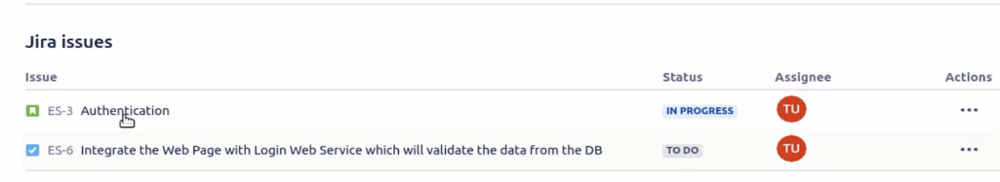 Jira issues
Issue Status Assignee Actions
ES-3 Authentication IN PROGRESS TU
ES-6 Integrate the Web Page with Login Web Service which will validate the data from the DB TO DO TU